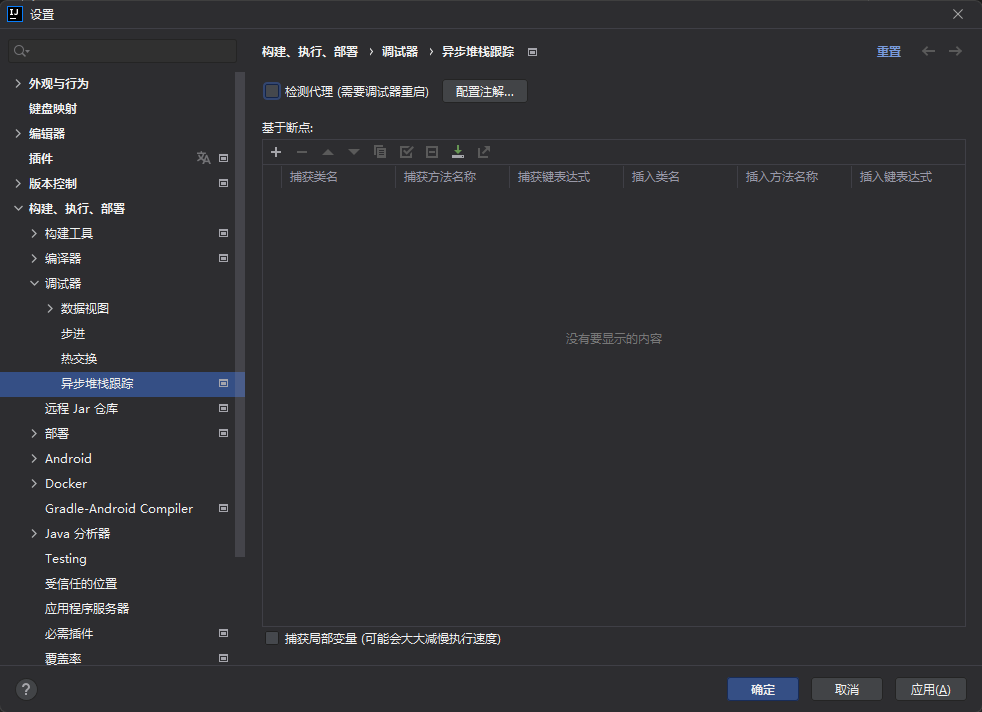 设置
外观与行为
键盘映射
编辑器
插件
版本控制
构建、执行、部署
构建工具
编译器
调试器
数据视图
步进
热交换
异步堆栈跟踪
远程 Jar 仓库
部署
Android
Docker
Gradle-Android Compiler
Java 分析器
Testing
受信任的位置
应用程序服务器
必需插件
覆盖率
构建、执行、部署 › 调试器 › 异步堆栈跟踪
重置
检测代理 (需要调试器重启)
配置注解...
基于断点:
捕获类名 捕获方法名称 捕获键表达式 插入类名 插入方法名称 插入键表达式
没有要显示的内容
捕获局部变量 (可能会大大减慢执行速度)
?
确定 取消 应用(A)